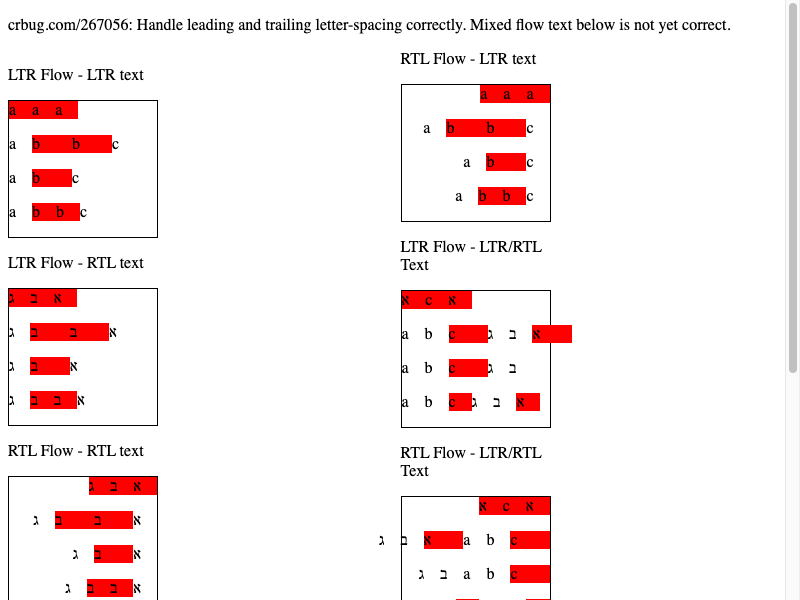 crbug.com/267056: Handle leading and trailing letter-spacing correctly. Mixed flow text below is not yet correct.
LTR Flow - LTR text
a a a
a b b c
a b c
a b b c
LTR Flow - RTL text
א ב ג
א ב ב ג
א ב ג
א ב ב ג
RTL Flow - RTL text
א ב ג
א ב ב ג
א ב ג
א ב ב ג
RTL Flow - LTR text
a a a
a b b c
a b c
a b b c
LTR Flow - LTR/RTL
Text
א c א
a b c א ב ג
a b c ב ג
a b c א ב ג
RTL Flow - LTR/RTL
Text
א c א
a b c א ב ג
a b c ב ג